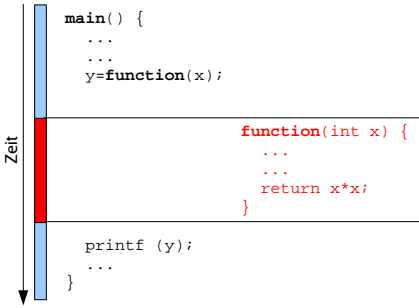 main() {
...
...
y=function(x);
Zeit
function(int x) {
...
...
return x*x;
}
printf (y);
...
}